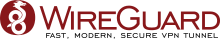 WIREGUARD
FAST, MODERN, SECURE VPN TUNNEL